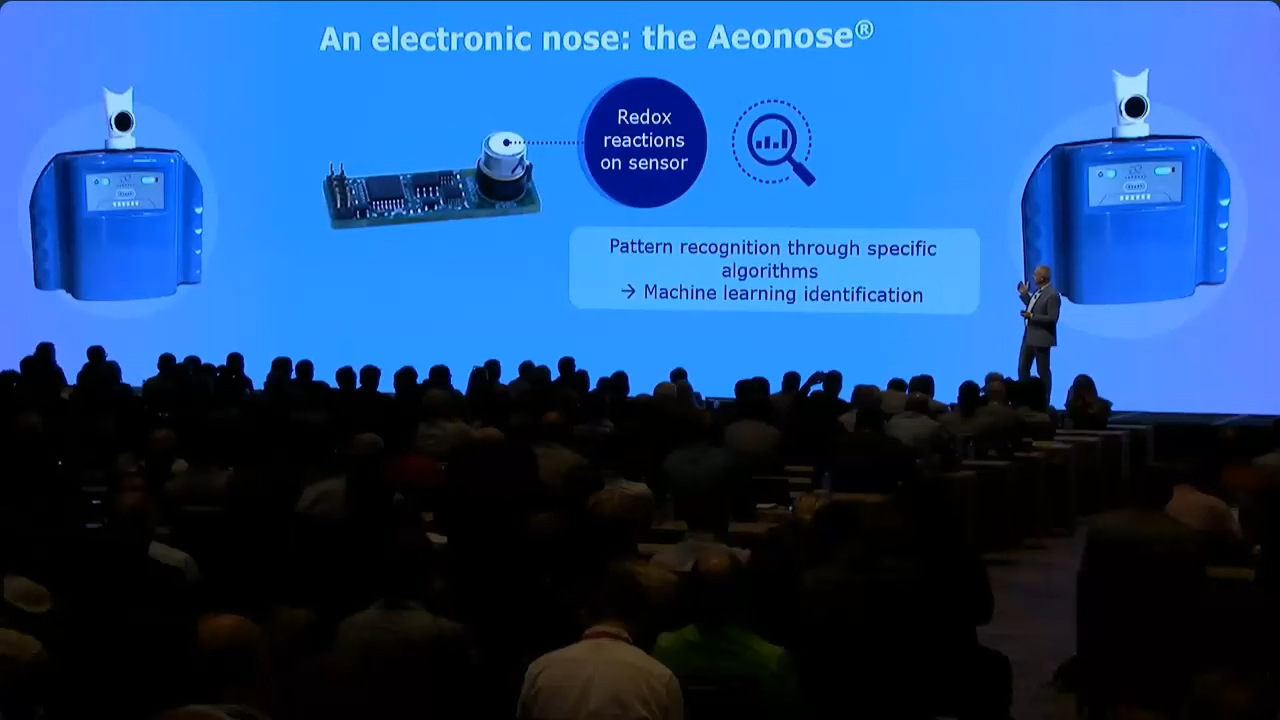 An electronic nose: the Aeonose®
Redox
reactions
on sensor
Pattern recognition through specific
algorithms
→ Machine learning identification